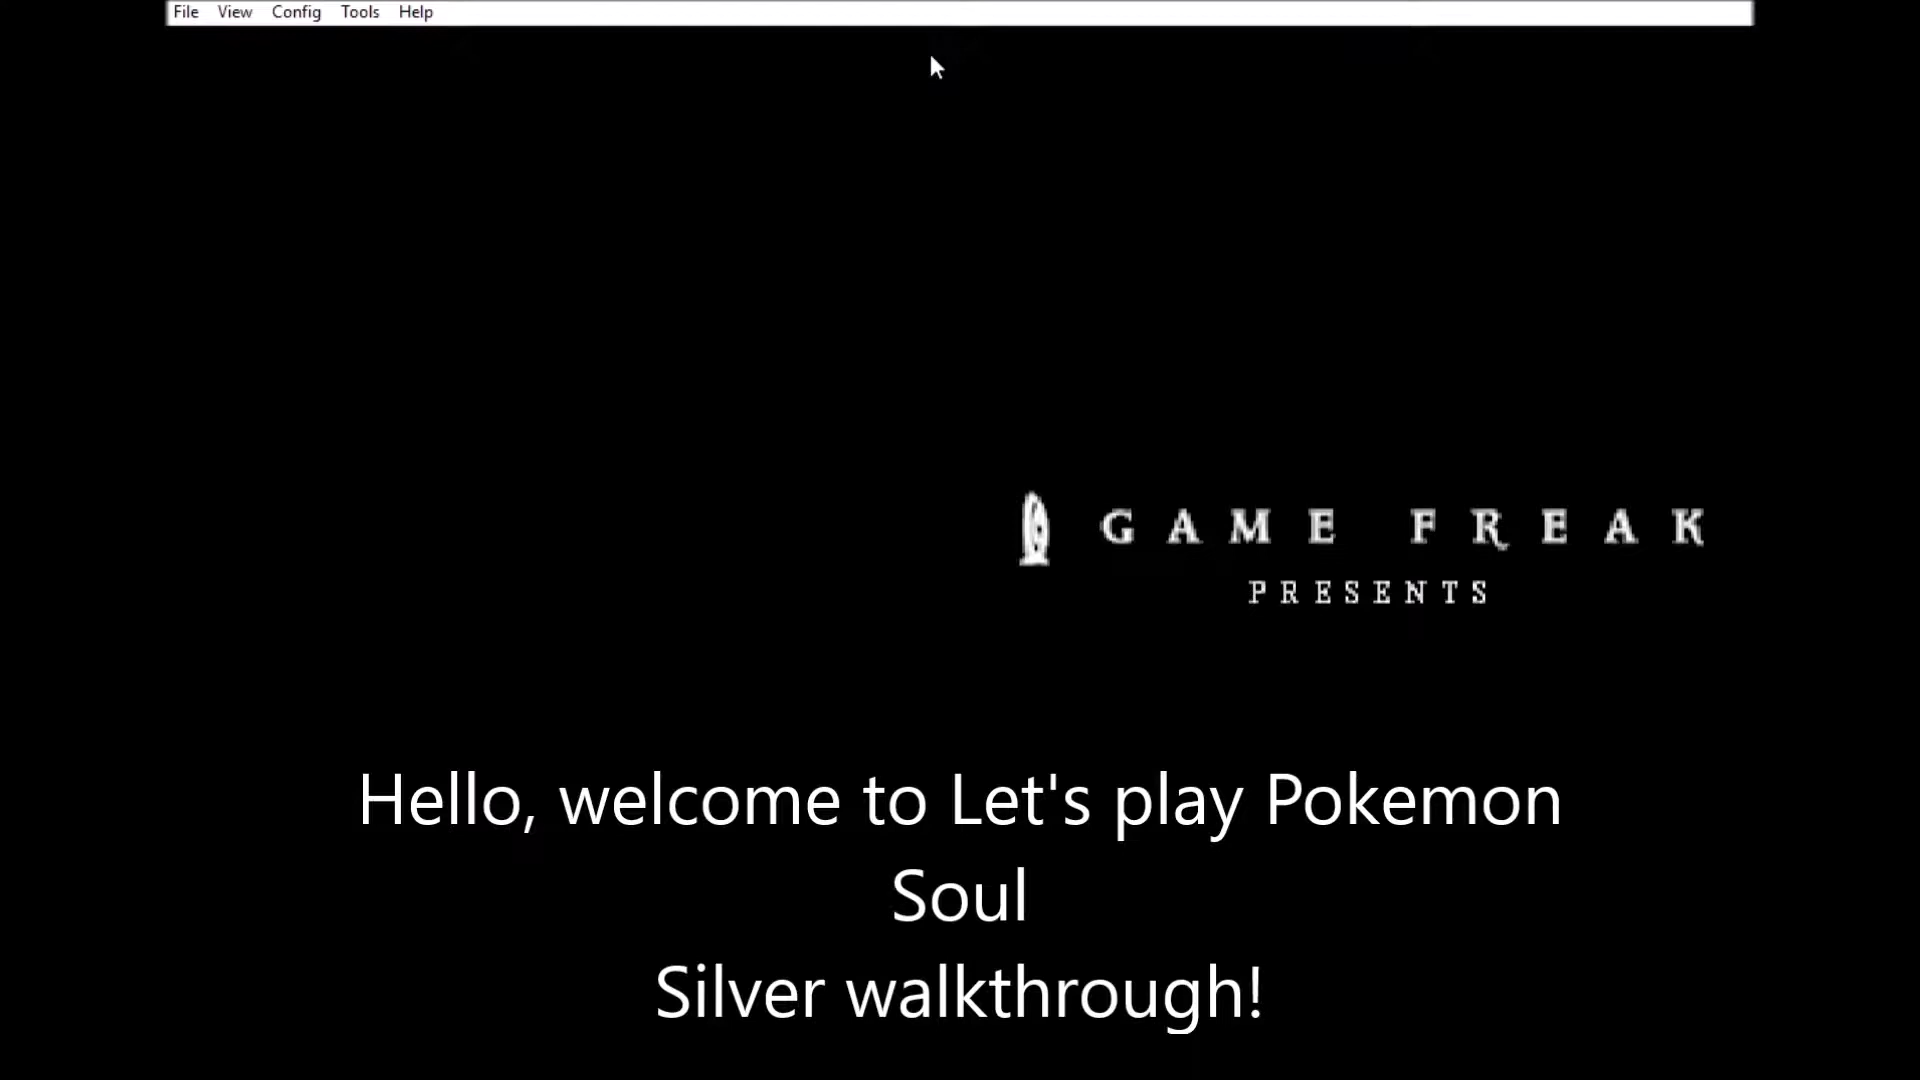 File View Config Tools Help
GAME FREAK
PRESENTS
Hello, welcome to Let's play Pokemon
Soul
Silver walkthrough!